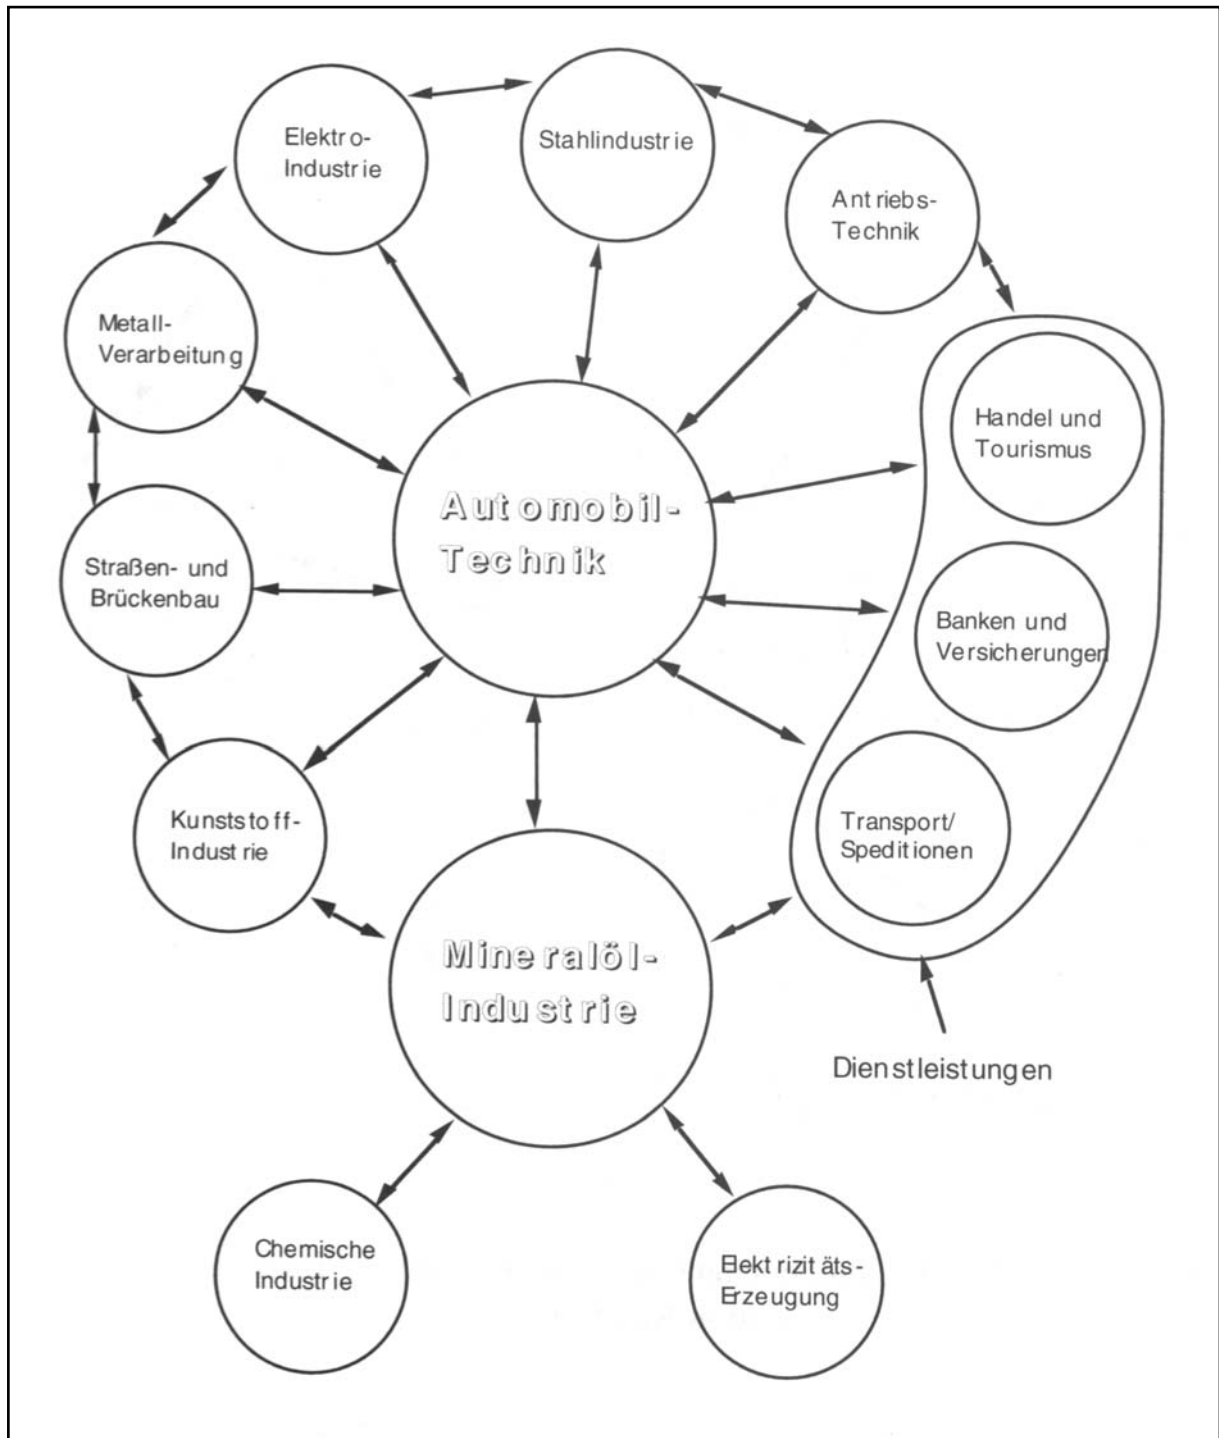 Elektro-
Industrie
Stahlindustrie
Antriebs-
Technik
Metall-
Verarbeitung
Handel und
Tourismus
Automobil-
Technik
Straßen- und
Brückenbau
Banken und
Versicherungen
Kunststoff-
Industrie
Transport/
Speditionen
Mineralöl-
Industrie
Dienstleistungen
Chemische
Industrie
Elektrizitäts-
Erzeugung